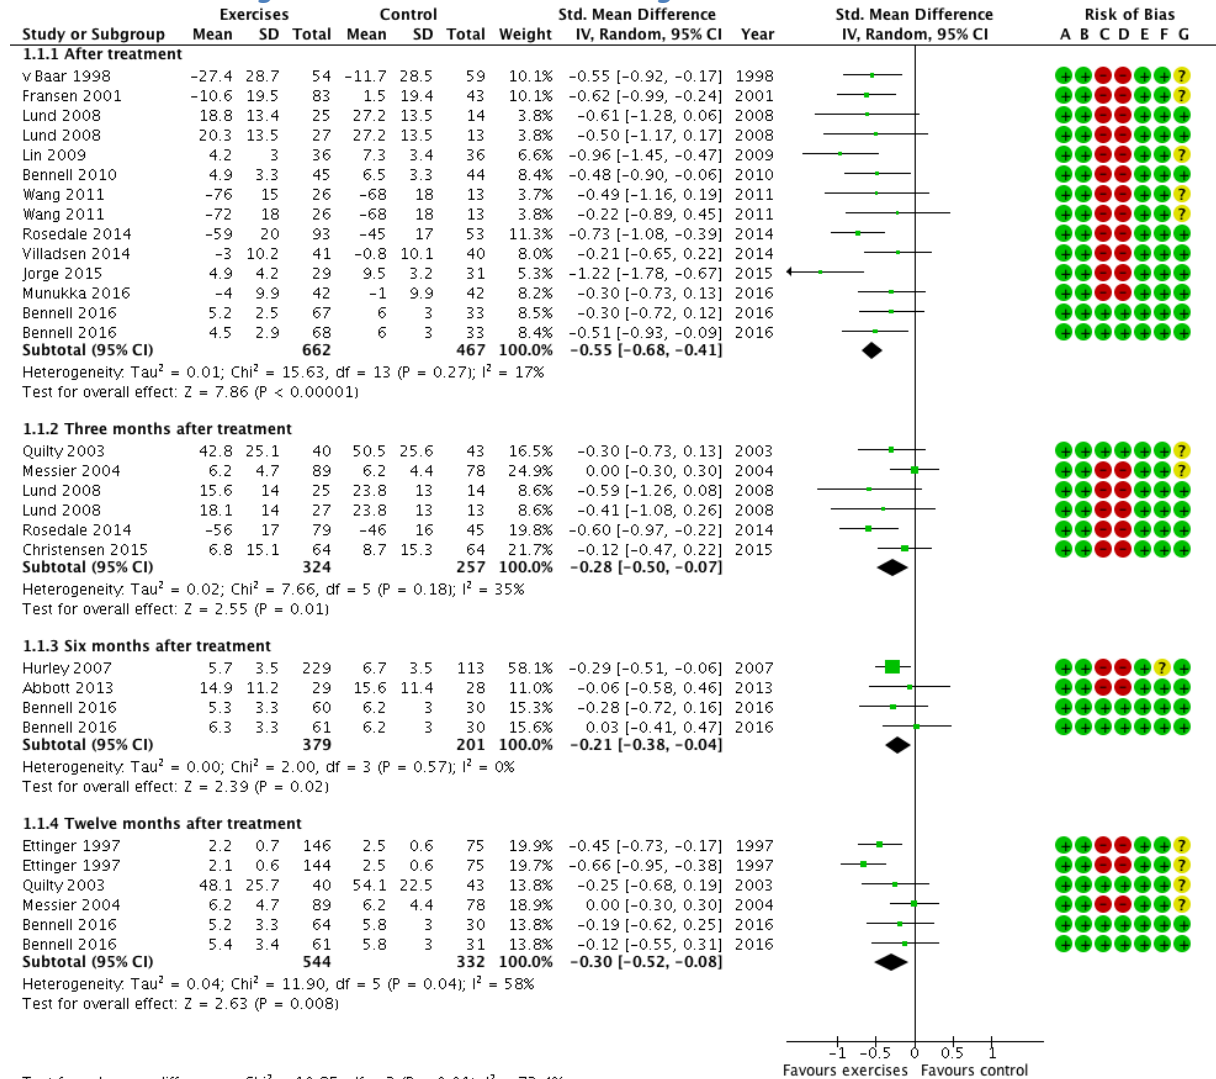 Exercises Control Std. Mean Difference Std. Mean Difference Risk of Bias
Study or Subgroup Mean SD Total Mean SD Total Weight IV, Random, 95% CI Year IV, Random, 95% CI A B C D E F G
1.1.1 After treatment
v Baar 1998 −27.4 28.7 54 −11.7 28.5 59 10.1% −0.55 [−0.92, −0.17] 1998 + + − − + + ?
Fransen 2001 −10.6 19.5 83 1.5 19.4 43 10.1% −0.62 [−0.99, −0.24] 2001 + + − − + + ?
Lund 2008 18.8 13.4 25 27.2 13.5 14 3.8% −0.61 [−1.28, 0.06] 2008 + + − − + + +
Lund 2008 20.3 13.5 27 27.2 13.5 13 3.8% −0.50 [−1.17, 0.17] 2008 + + − − + + +
Lin 2009 4.2 3 36 7.3 3.4 36 6.6% −0.96 [−1.45, −0.47] 2009 + + − − + + ?
Bennell 2010 4.9 3.3 45 6.5 3.3 44 8.4% −0.48 [−0.90, −0.06] 2010 + + − − + + +
Wang 2011 −76 15 26 −68 18 13 3.7% −0.49 [−1.16, 0.19] 2011 + + − − + + ?
Wang 2011 −72 18 26 −68 18 13 3.8% −0.22 [−0.89, 0.45] 2011 + + − − + + ?
Rosedale 2014 −59 20 93 −45 17 53 11.3% −0.73 [−1.08, −0.39] 2014 + + − − + + +
Villadsen 2014 −3 10.2 41 −0.8 10.1 40 8.0% −0.21 [−0.65, 0.22] 2014 + + − − + + +
Jorge 2015 4.9 4.2 29 9.5 3.2 31 5.3% −1.22 [−1.78, −0.67] 2015 + + − − + + +
Munukka 2016 −4 9.9 42 −1 9.9 42 8.2% −0.30 [−0.73, 0.13] 2016 + + − − + + +
Bennell 2016 5.2 2.5 67 6 3 33 8.5% −0.30 [−0.72, 0.12] 2016 + + + + + + +
Bennell 2016 4.5 2.9 68 6 3 33 8.4% −0.51 [−0.93, −0.09] 2016 + + + + + + +
Subtotal (95% CI) 662 467 100.0% −0.55 [−0.68, −0.41]
Heterogeneity: Tau² = 0.01; Chi² = 15.63, df = 13 (P = 0.27); I² = 17%
Test for overall effect: Z = 7.86 (P < 0.00001)
1.1.2 Three months after treatment
Quilty 2003 42.8 25.1 40 50.5 25.6 43 16.5% −0.30 [−0.73, 0.13] 2003 + + + + + + ?
Messier 2004 6.2 4.7 89 6.2 4.4 78 24.9% 0.00 [−0.30, 0.30] 2004 + + − − + + ?
Lund 2008 15.6 14 25 23.8 13 14 8.6% −0.59 [−1.26, 0.08] 2008 + + − − + + +
Lund 2008 18.1 14 27 23.8 13 13 8.6% −0.41 [−1.08, 0.26] 2008 + + − − + + +
Rosedale 2014 −56 17 79 −46 16 45 19.8% −0.60 [−0.97, −0.22] 2014 + + − − + + +
Christensen 2015 6.8 15.1 64 8.7 15.3 64 21.7% −0.12 [−0.47, 0.22] 2015 + + − − + + +
Subtotal (95% CI) 324 257 100.0% −0.28 [−0.50, −0.07]
Heterogeneity: Tau² = 0.02; Chi² = 7.66, df = 5 (P = 0.18); I² = 35%
Test for overall effect: Z = 2.55 (P = 0.01)
1.1.3 Six months after treatment
Hurley 2007 5.7 3.5 229 6.7 3.5 113 58.1% −0.29 [−0.51, −0.06] 2007 + + − − + ? +
Abbott 2013 14.9 11.2 29 15.6 11.4 28 11.0% −0.06 [−0.58, 0.46] 2013 + + − − + + +
Bennell 2016 5.3 3.3 60 6.2 3 30 15.3% −0.28 [−0.72, 0.16] 2016 + + + + + + +
Bennell 2016 6.3 3.3 61 6.2 3 30 15.6% 0.03 [−0.41, 0.47] 2016 + + + + + + +
Subtotal (95% CI) 379 201 100.0% −0.21 [−0.38, −0.04]
Heterogeneity: Tau² = 0.00; Chi² = 2.00, df = 3 (P = 0.57); I² = 0%
Test for overall effect: Z = 2.39 (P = 0.02)
1.1.4 Twelve months after treatment
Ettinger 1997 2.2 0.7 146 2.5 0.6 75 19.9% −0.45 [−0.73, −0.17] 1997 + + − − + + ?
Ettinger 1997 2.1 0.6 144 2.5 0.6 75 19.7% −0.66 [−0.95, −0.38] 1997 + + − − + + ?
Quilty 2003 48.1 25.7 40 54.1 22.5 43 13.8% −0.25 [−0.68, 0.19] 2003 + + + + + + ?
Messier 2004 6.2 4.7 89 6.2 4.4 78 18.9% 0.00 [−0.30, 0.30] 2004 + + − − + + ?
Bennell 2016 5.2 3.3 64 5.8 3 30 13.8% −0.19 [−0.62, 0.25] 2016 + + + + + + +
Bennell 2016 5.4 3.4 61 5.8 3 31 13.8% −0.12 [−0.55, 0.31] 2016 + + + + + + +
Subtotal (95% CI) 544 332 100.0% −0.30 [−0.52, −0.08]
Heterogeneity: Tau² = 0.04; Chi² = 11.90, df = 5 (P = 0.04); I² = 58%
Test for overall effect: Z = 2.63 (P = 0.008)
−1 −0.5 0 0.5 1
Favours exercises Favours control